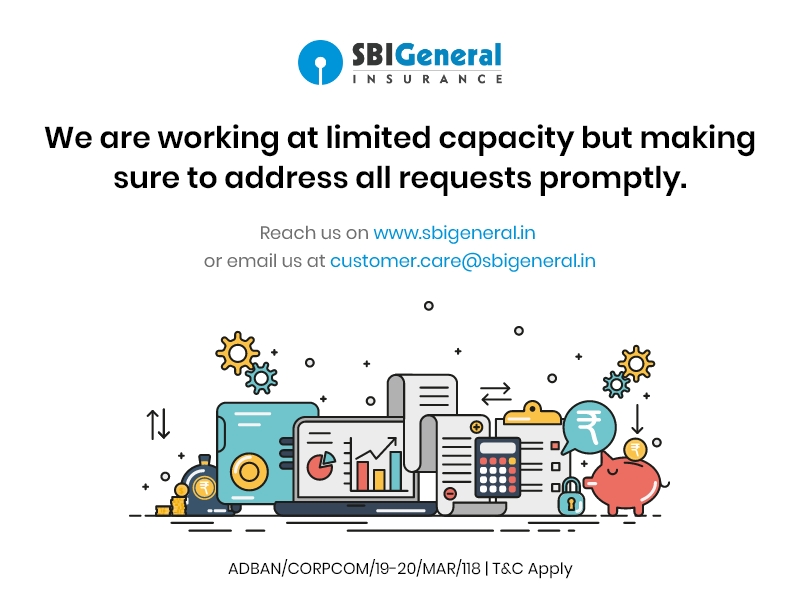 SBIGeneral
INSURANCE
We are working at limited capacity but making
sure to address all requests promptly.
Reach us on www.sbigeneral.in
or email us at customer.care@sbigeneral.in
₹
₹
₹
ADBAN/CORPCOM/19-20/MAR/118 | T&C Apply